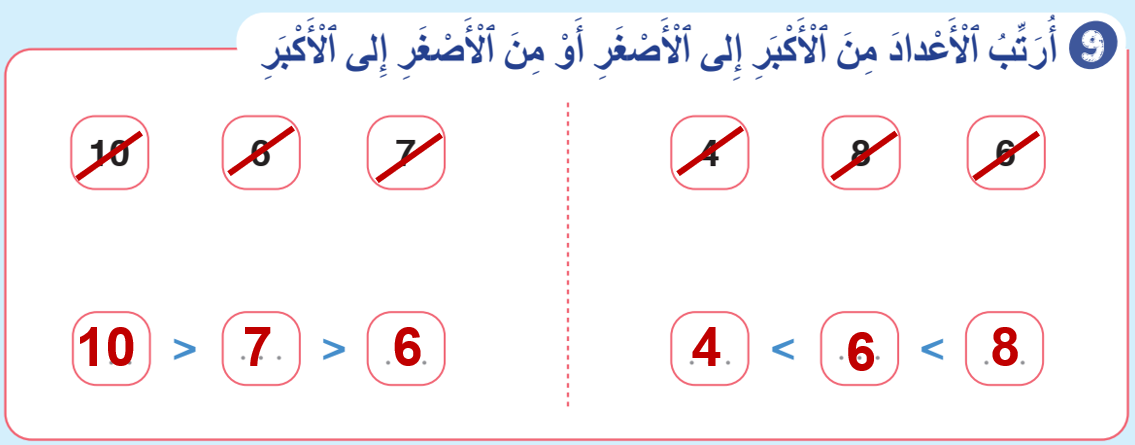 9 أُرَتِّبُ ٱلْأَعْدادَ مِنَ ٱلْأَكْبَرِ إِلى ٱلْأَصْغَرِ أَوْ مِنَ ٱلْأَصْغَرِ إِلى ٱلْأَكْبَرِ
10 6 7 4 8 6
10 > 7 > 6 4 < 6 < 8